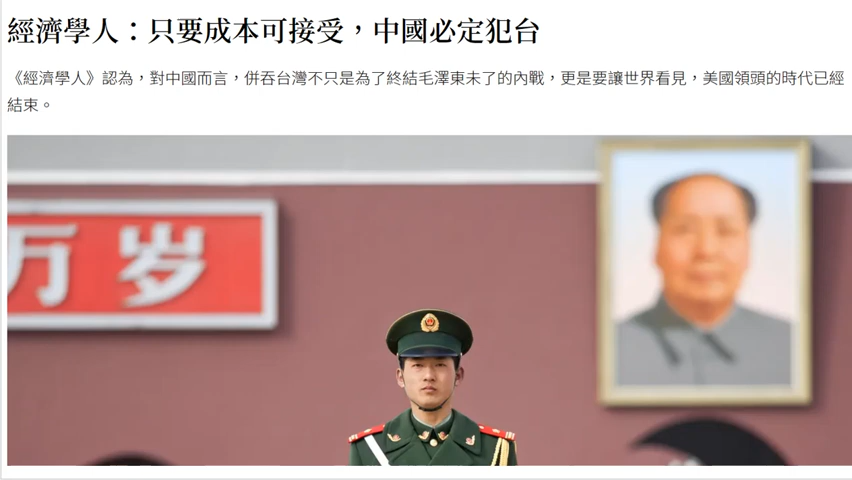 經濟學人：只要成本可接受，中國必定犯台
《經濟學人》認為，對中國而言，併吞台灣不只是為了終結毛澤東未了的內戰，更是要讓世界看見，美國領頭的時代已經
結束。
万岁